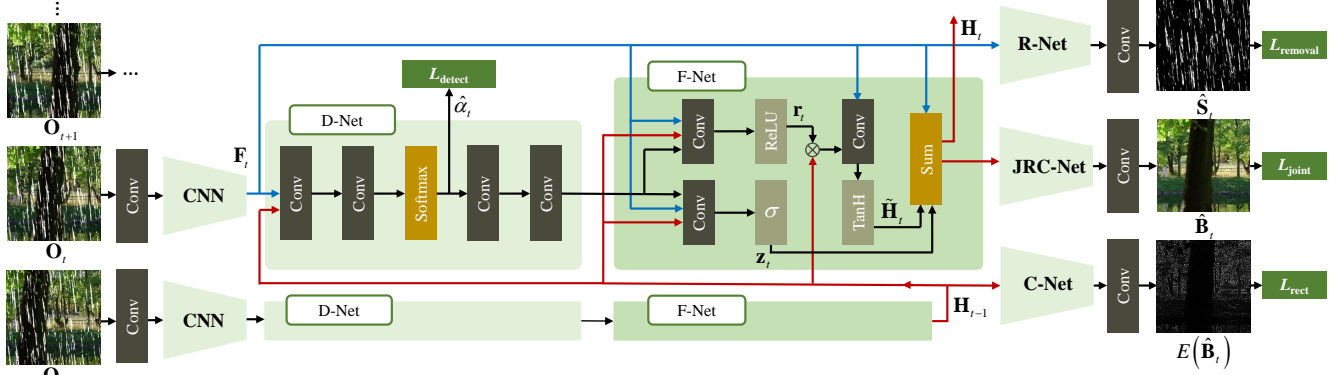 ...
...
O_{t+1}
H_t
R-Net
Conv
L_removal
Ŝ_t
L_detect
α̂_t
D-Net
F-Net
F_t
Conv
CNN
Conv
Conv
Softmax
Conv
Conv
Conv
ReLU
r_t
⊗
Conv
Sum
Conv
σ
TanH
H̃_t
z_t
JRC-Net
Conv
L_joint
B̂_t
O_t
Conv
CNN
D-Net
F-Net
H_{t−1}
C-Net
Conv
L_rect
E(B̂_t)